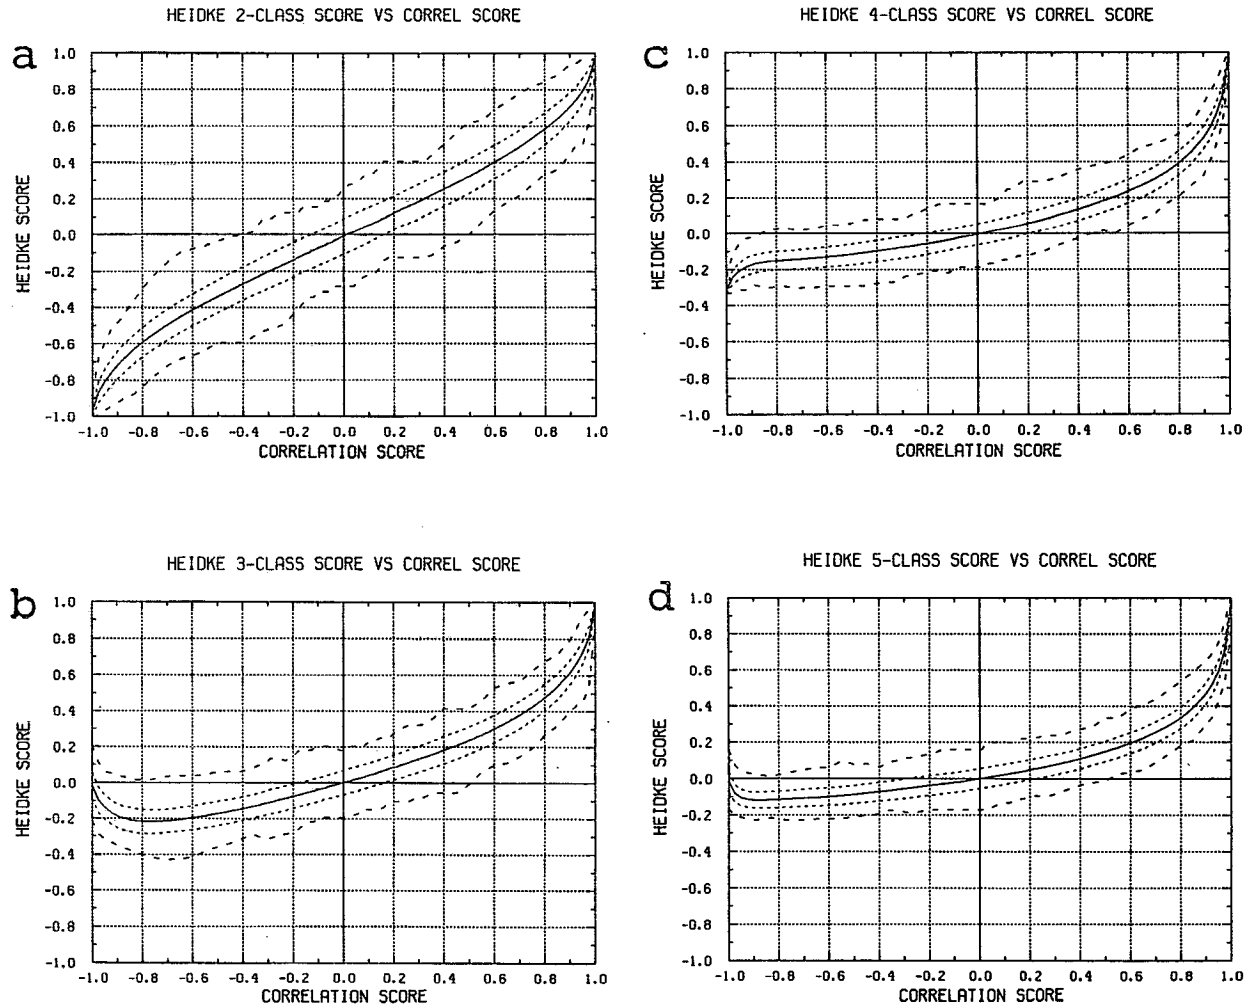 HEIDKE 2-CLASS SCORE VS CORREL SCORE
a
1.0
0.8
0.6
0.4
0.2
0.0
-0.2
-0.4
-0.6
-0.8
-1.0
HEIDKE SCORE
-1.0 -0.8 -0.6 -0.4 -0.2 0.0 0.2 0.4 0.6 0.8 1.0
CORRELATION SCORE
HEIDKE 4-CLASS SCORE VS CORREL SCORE
c
1.0
0.8
0.6
0.4
0.2
0.0
-0.2
-0.4
-0.6
-0.8
1.0
HEIDKE SCORE
-1.0 -0.8 -0.6 -0.4 -0.2 0.0 0.2 0.4 0.6 0.8 1.0
CORRELATION SCORE
HEIDKE 3-CLASS SCORE VS CORREL SCORE
b
1.0
0.8
0.6
0.4
0.2
0.0
-0.2
-0.4
-0.6
-0.8
-1.0
HEIDKE SCORE
-1.0 -0.8 -0.6 -0.4 -0.2 0.0 0.2 0.4 0.6 0.8 1.0
CORRELATION SCORE
HEIDKE 5-CLASS SCORE VS CORREL SCORE
d
1.0
0.8
0.6
0.4
0.2
0.0
-0.2
-0.4
-0.6
-0.8
-1.0
HEIDKE SCORE
-1.0 -0.8 -0.6 -0.4 -0.2 0.0 0.2 0.4 0.6 0.8 1.0
CORRELATION SCORE